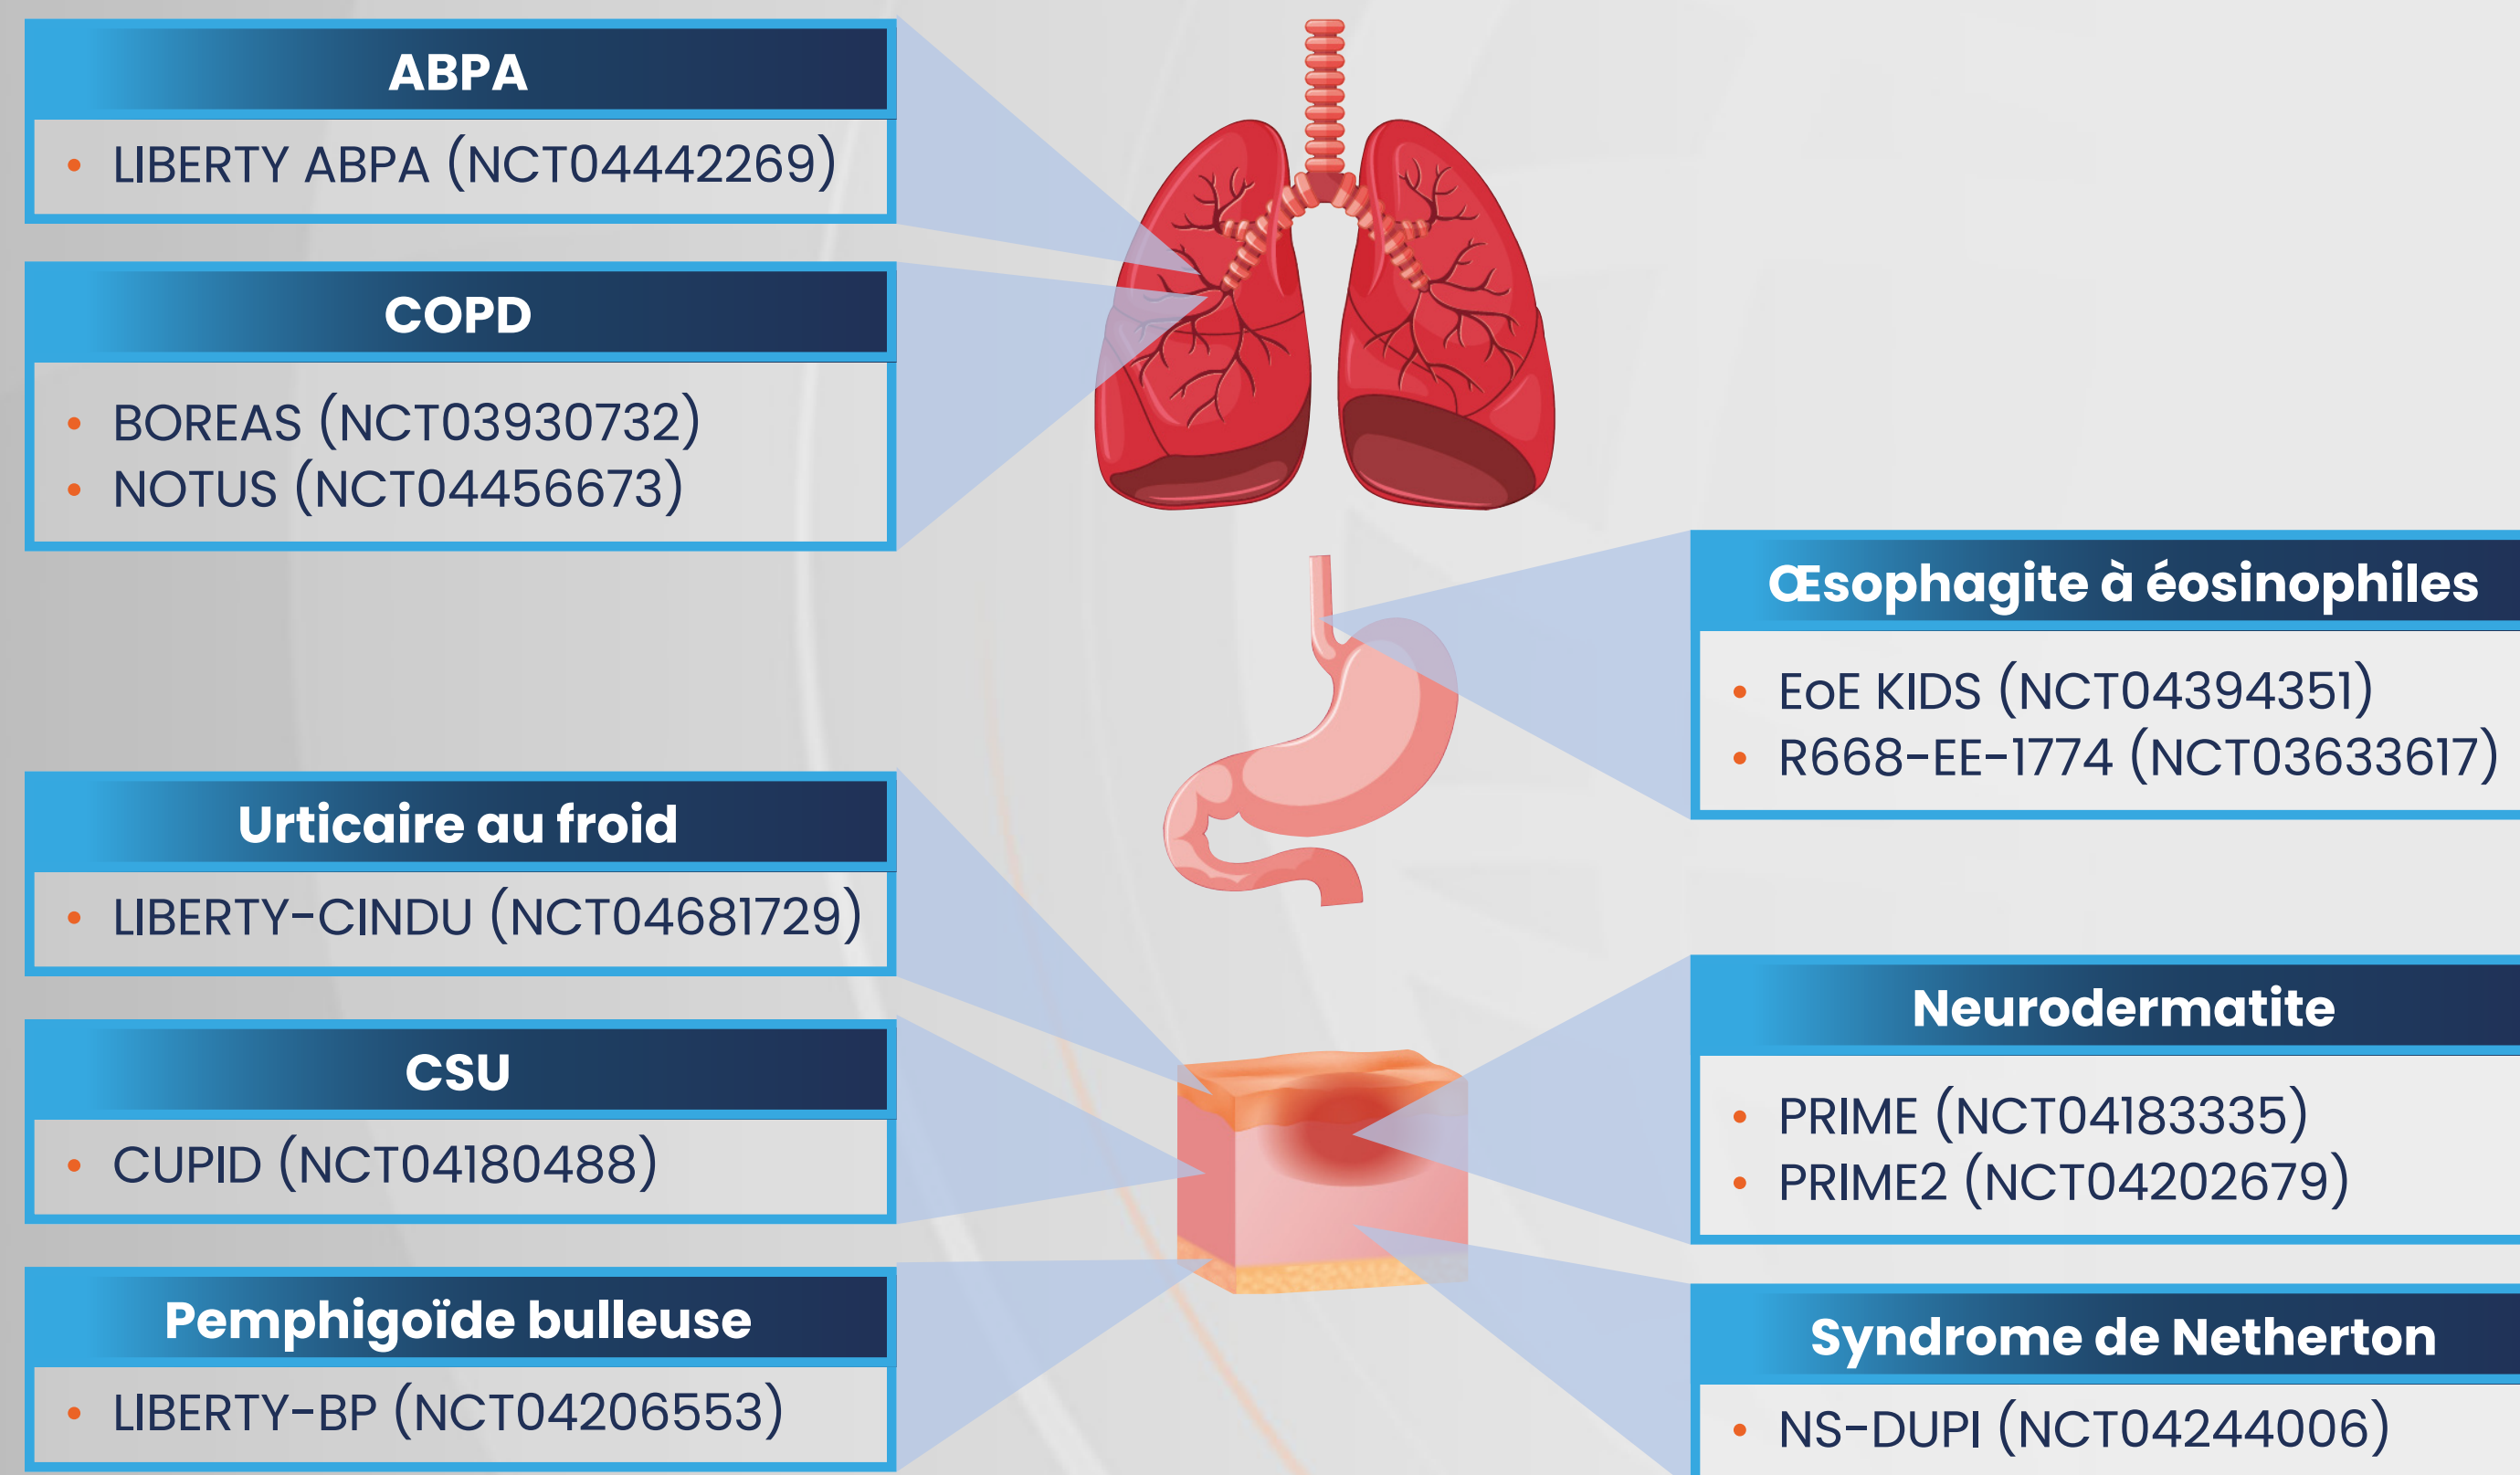 ABPA
• LIBERTY ABPA (NCT04442269)
COPD
• BOREAS (NCT03930732)
• NOTUS (NCT04456673)
Œsophagite à éosinophiles
• EoE KIDS (NCT04394351)
• R668-EE-1774 (NCT03633617)
Urticaire au froid
• LIBERTY-CINDU (NCT04681729)
CSU
• CUPID (NCT04180488)
Pemphigoïde bulleuse
• LIBERTY-BP (NCT04206553)
Neurodermatite
• PRIME (NCT04183335)
• PRIME2 (NCT04202679)
Syndrome de Netherton
• NS-DUPI (NCT04244006)